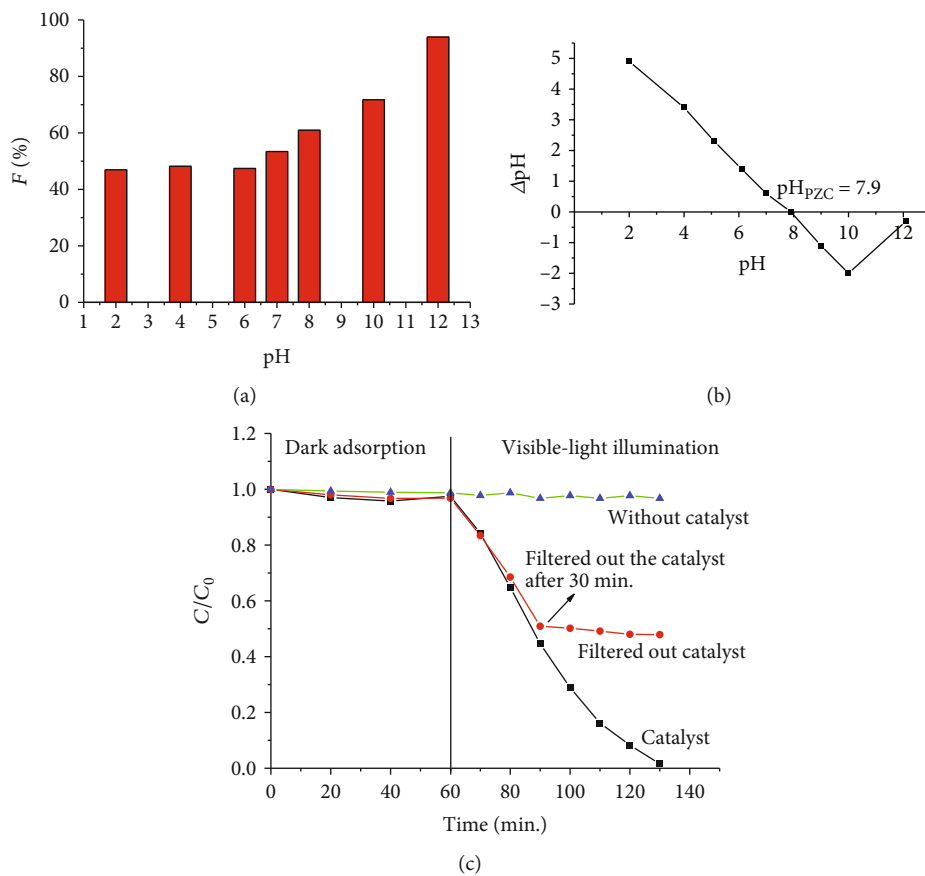 100
80
60
40
20
0
F (%)
1 2 3 4 5 6 7 8 9 10 11 12 13
pH
(a)
5
4
3
2
1
0
−1
−2
−3
ΔpH
pH_PZC = 7.9
2 4 6 8 10 12
pH
(b)
1.2
1.0
0.8
0.6
0.4
0.2
0.0
C/C₀
Dark adsorption
Visible-light illumination
Without catalyst
Filtered out the catalyst
after 30 min.
Filtered out catalyst
Catalyst
0 20 40 60 80 100 120 140
Time (min.)
(c)